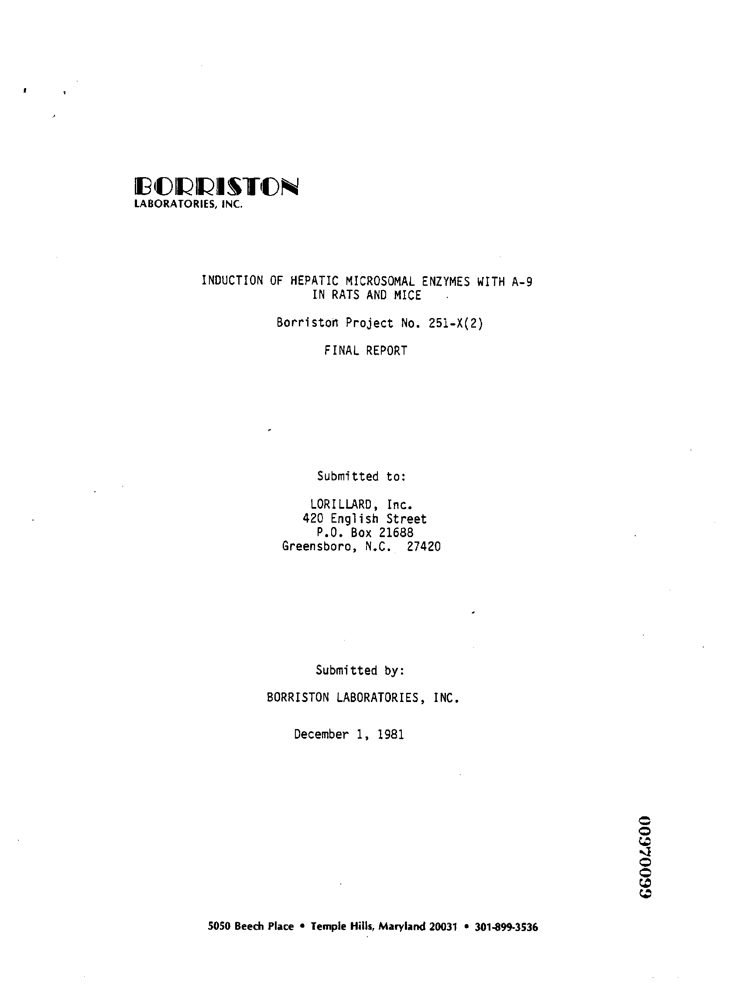 BORRISTON
LABORATORIES, INC.
INDUCTION OF HEPATIC MICROSOMAL ENZYMES WITH A-9
IN RATS AND MICE
Borriston Project No. 251-X(2)
FINAL REPORT
Submitted to:
LORILLARD, Inc.
420 English Street
P.O. Box 21688
Greensboro, N.C. 27420
Submitted by:
BORRISTON LABORATORIES, INC.
December 1, 1981
00970099
5050 Beech Place • Temple Hills, Maryland 20031 • 301-899-3536